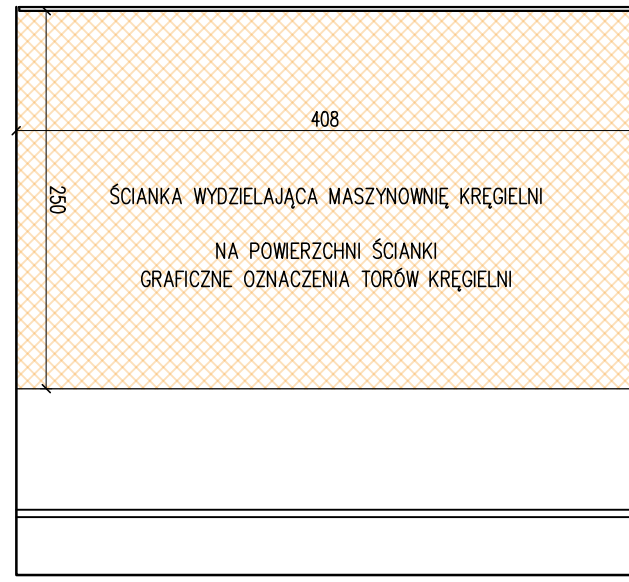 408
250
ŚCIANKA WYDZIELAJĄCA MASZYNOWNIĘ KRĘGIELNI
NA POWIERZCHNI ŚCIANKI
GRAFICZNE OZNACZENIA TORÓW KRĘGIELNI